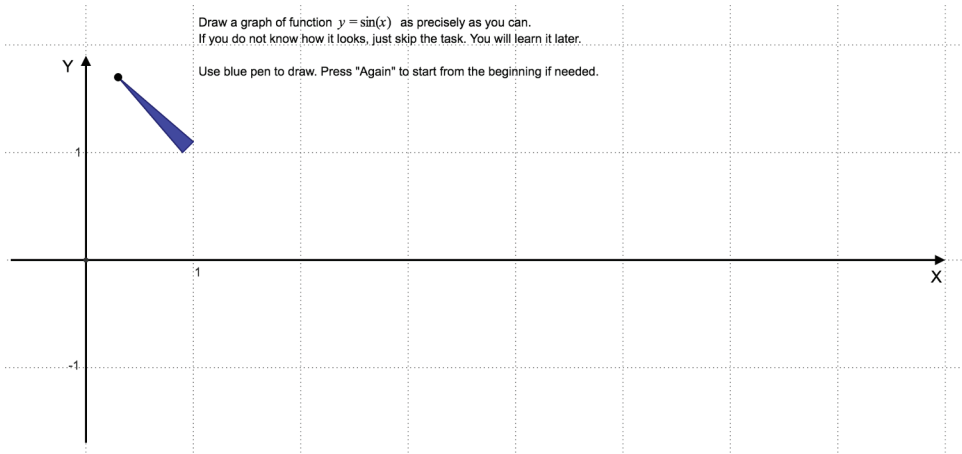 Draw a graph of function y = sin(x) as precisely as you can.
If you do not know how it looks, just skip the task. You will learn it later.
Use blue pen to draw. Press "Again" to start from the beginning if needed.
Y
1
1
X
-1